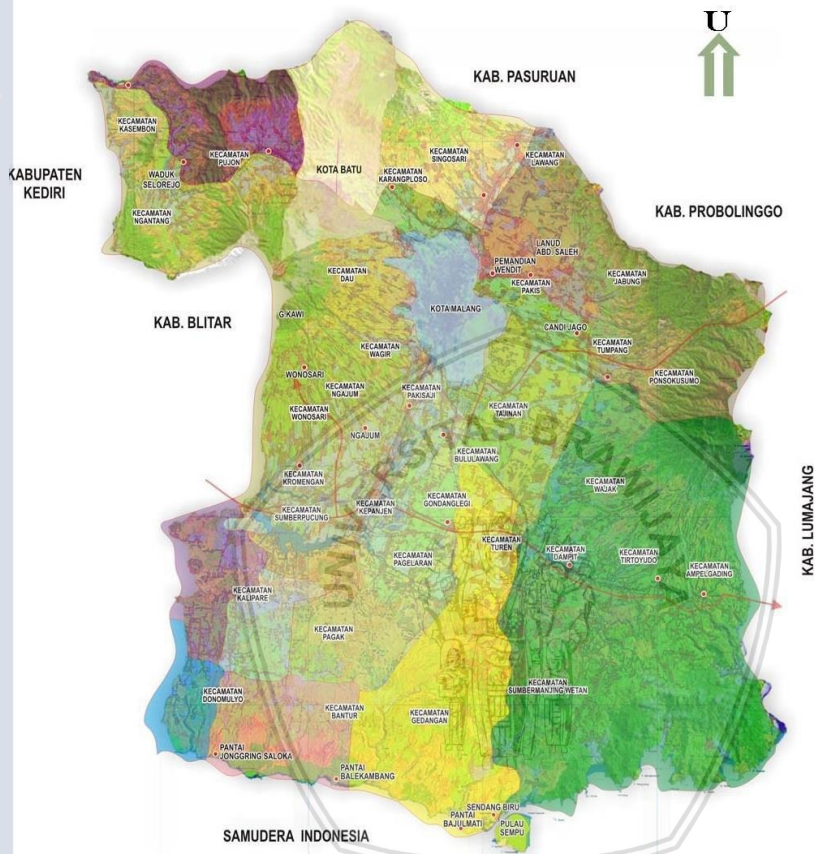 U
KAB. PASURUAN
KECAMATAN
KASEMBON
KECAMATAN
PUJON
WADUK
SELOREJO
KECAMATAN
NGANTANG
KABUPATEN
KEDIRI
KOTA BATU
KECAMATAN
SINGOSARI
KECAMATAN
KARANGPLOSO
KECAMATAN
LAWANG
KAB. PROBOLINGGO
LANUD
ABD. SALEH
PEMANDIAN
WENDIT
KECAMATAN
PAKIS
KECAMATAN
JABUNG
KECAMATAN
DAU
KOTA MALANG
G.KAWI
KAB. BLITAR
CANDI JAGO
KECAMATAN
TUMPANG
KECAMATAN
WAGIR
KECAMATAN
PONSOKUSUMO
WONOSARI
KECAMATAN
NGAJUM
KECAMATAN
PAKISAJI
KECAMATAN
WONOSARI
KECAMATAN
TAJINAN
NGAJUM
KECAMATAN
BULULAWANG
KECAMATAN
KROMENGAN
KECAMATAN
WAJAK
KECAMATAN
SUMBERPUCUNG
KECAMATAN
KEPANJEN
KECAMATAN
GONDANGLEGI
KAB. LUMAJANG
KECAMATAN
TUREN
KECAMATAN
DAMPIT
KECAMATAN
TIRTOYUDO
KECAMATAN
AMPELGADING
KECAMATAN
PAGELARAN
KECAMATAN
KALIPARE
KECAMATAN
PAGAK
KECAMATAN
DONOMULYO
KECAMATAN
BANTUR
KECAMATAN
GEDANGAN
KECAMATAN
SUMBERMANJING WETAN
PANTAI
JONGGRING SALOKA
PANTAI
BALEKAMBANG
SENDANG BIRU
PANTAI
BAJULMATI
PULAU
SEMPU
SAMUDERA INDONESIA
UNIVERSITAS BRAWIJAYA